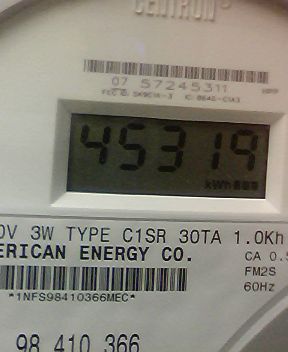 CENTRON®
07 57245311
45319
kWh
0V 3W TYPE C1SR 30TA 1.0Kh
ERICAN ENERGY CO. CA 0.5
FM2S
*1NFS98410366MEC* 60Hz
98 410 366